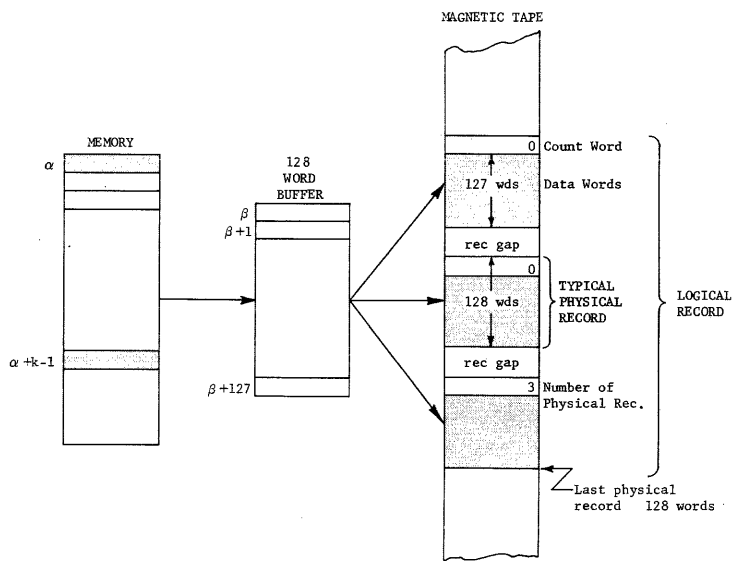 MAGNETIC TAPE
MEMORY
α
α+k-1
128
WORD
BUFFER
β
β+1
β+127
0 Count Word
127 wds Data Words
rec gap
0
128 wds
TYPICAL
PHYSICAL
RECORD
LOGICAL
RECORD
rec gap
3 Number of
Physical Rec.
Last physical
record 128 words